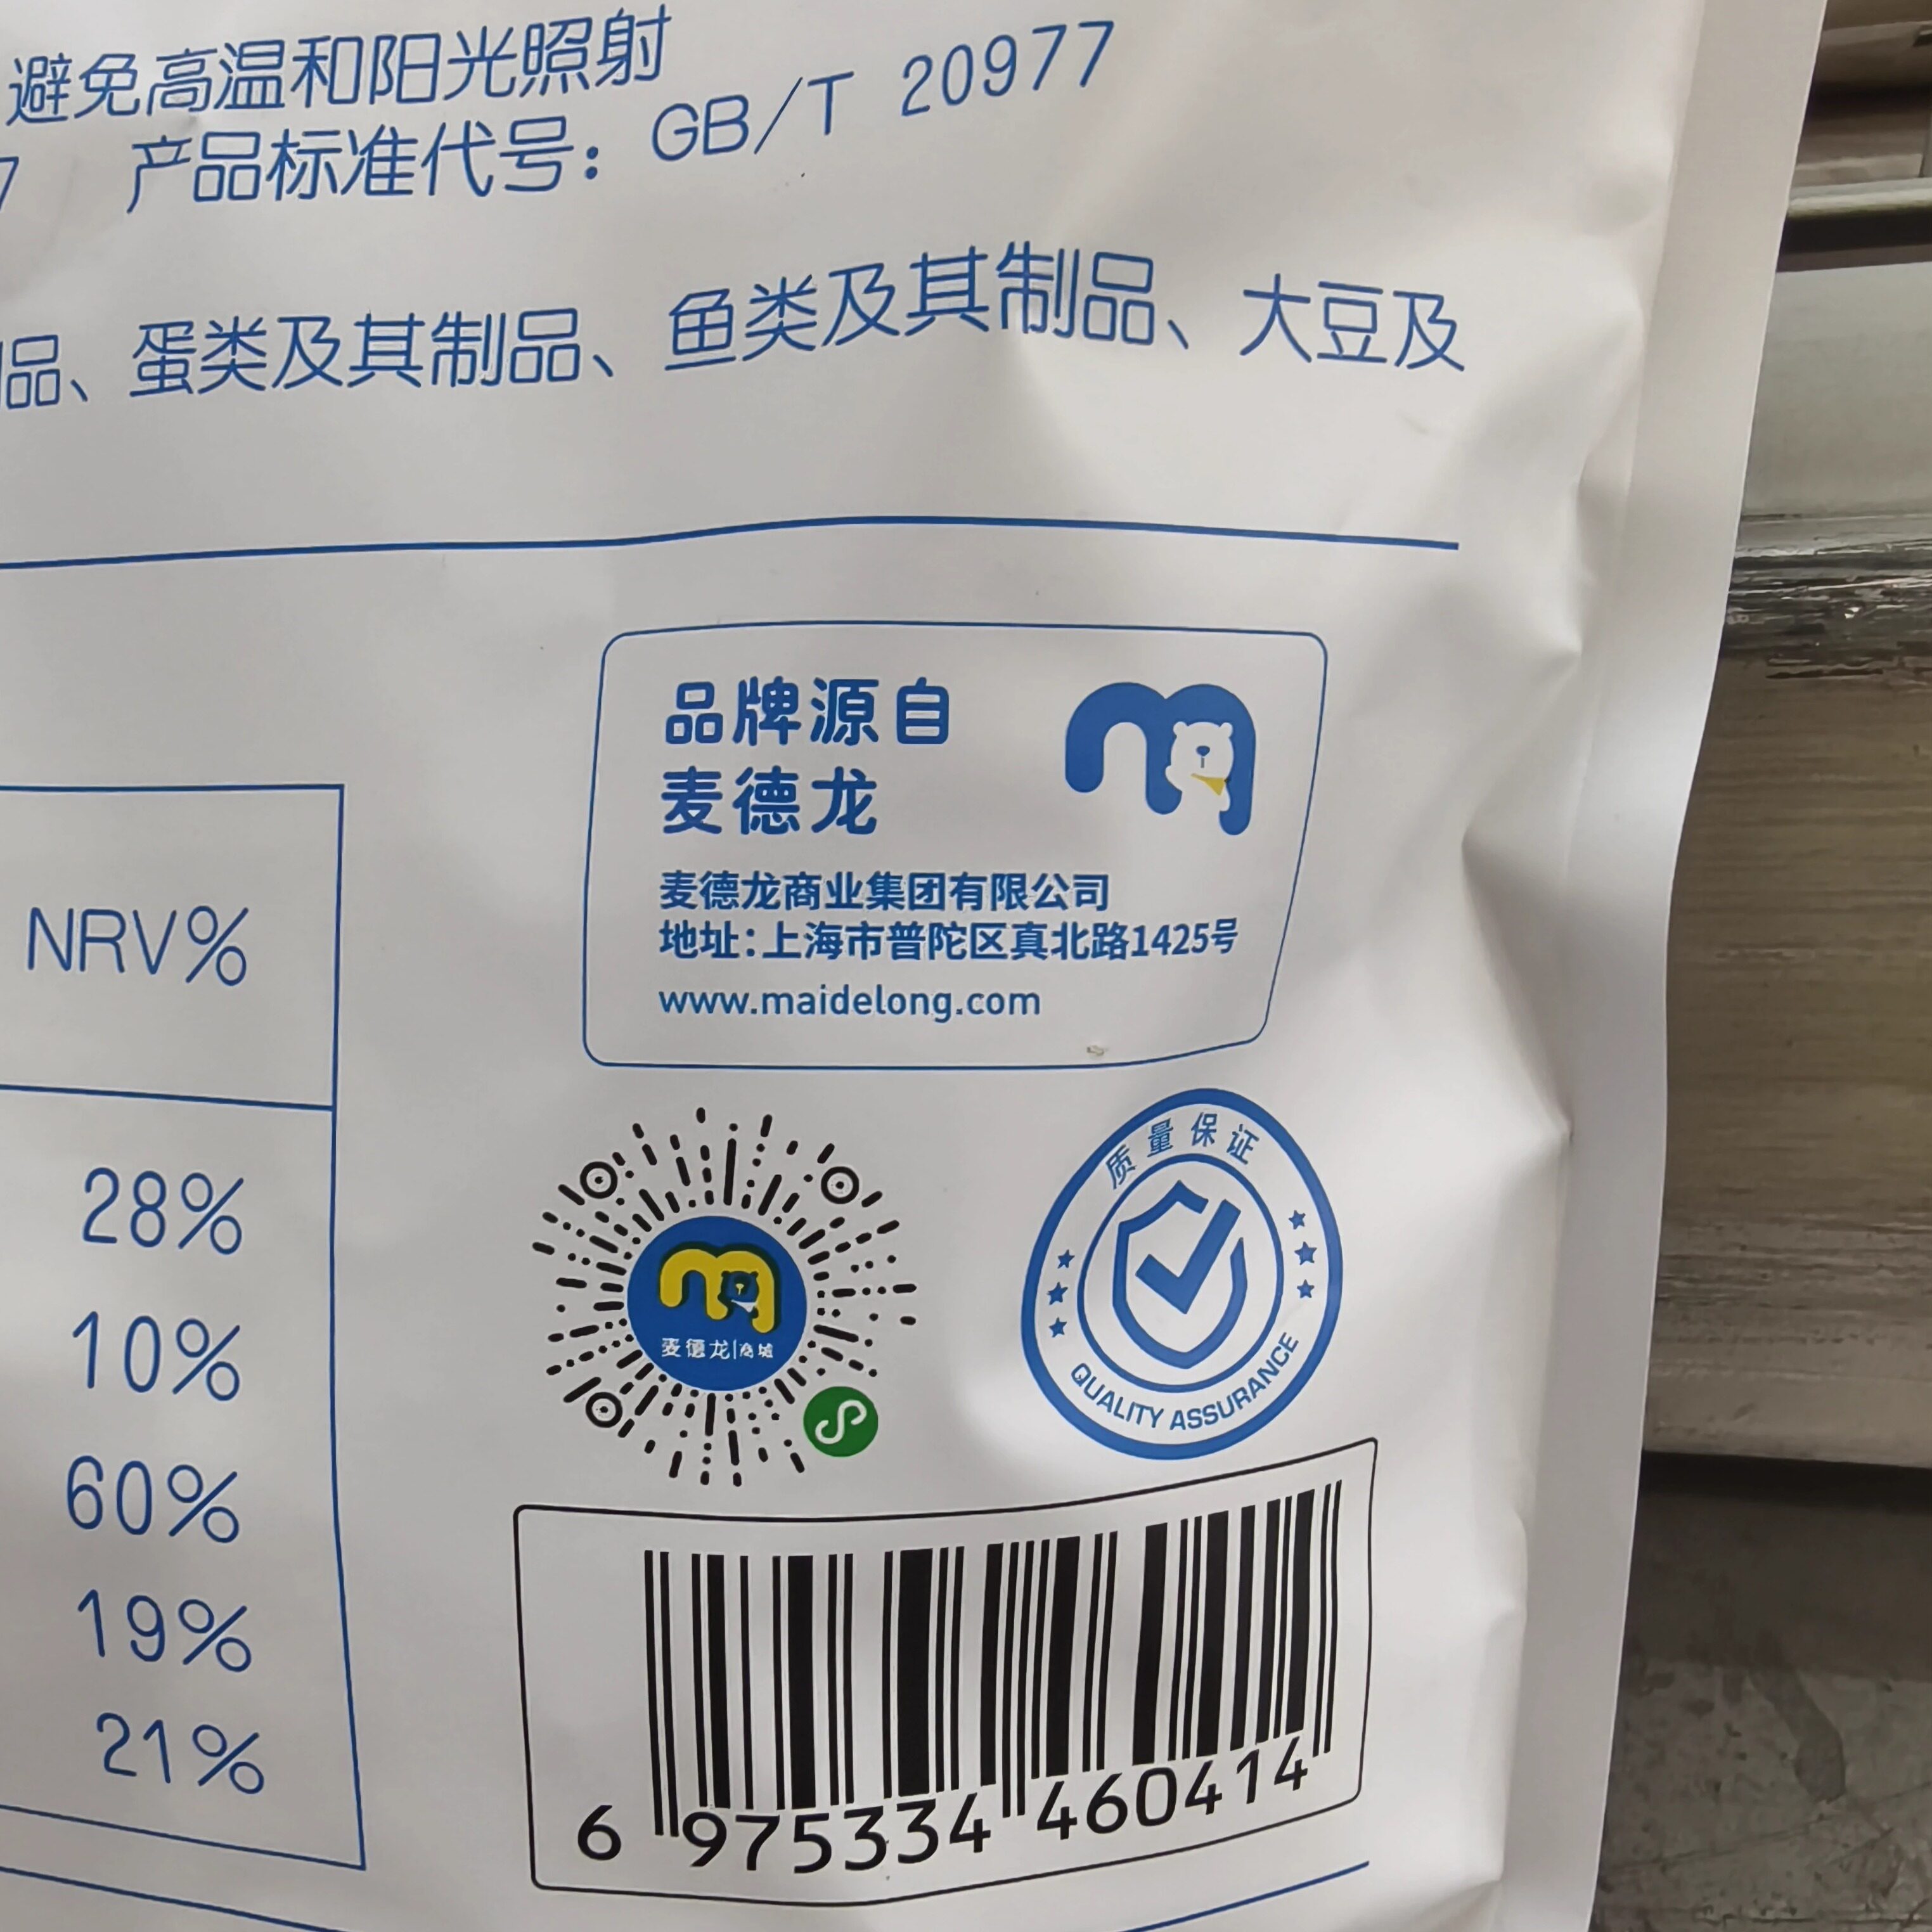 避免高温和阳光照射
7 产品标准代号：GB/T 20977
品、蛋类及其制品、鱼类及其制品、大豆及
品牌源自
麦德龙
麦德龙商业集团有限公司
地址：上海市普陀区真北路1425号
www.maidelong.com
NRV%
28%
10%
60%
19%
21%
麦德龙|商城
质量保证
QUALITY ASSURANCE
6 975334 460414